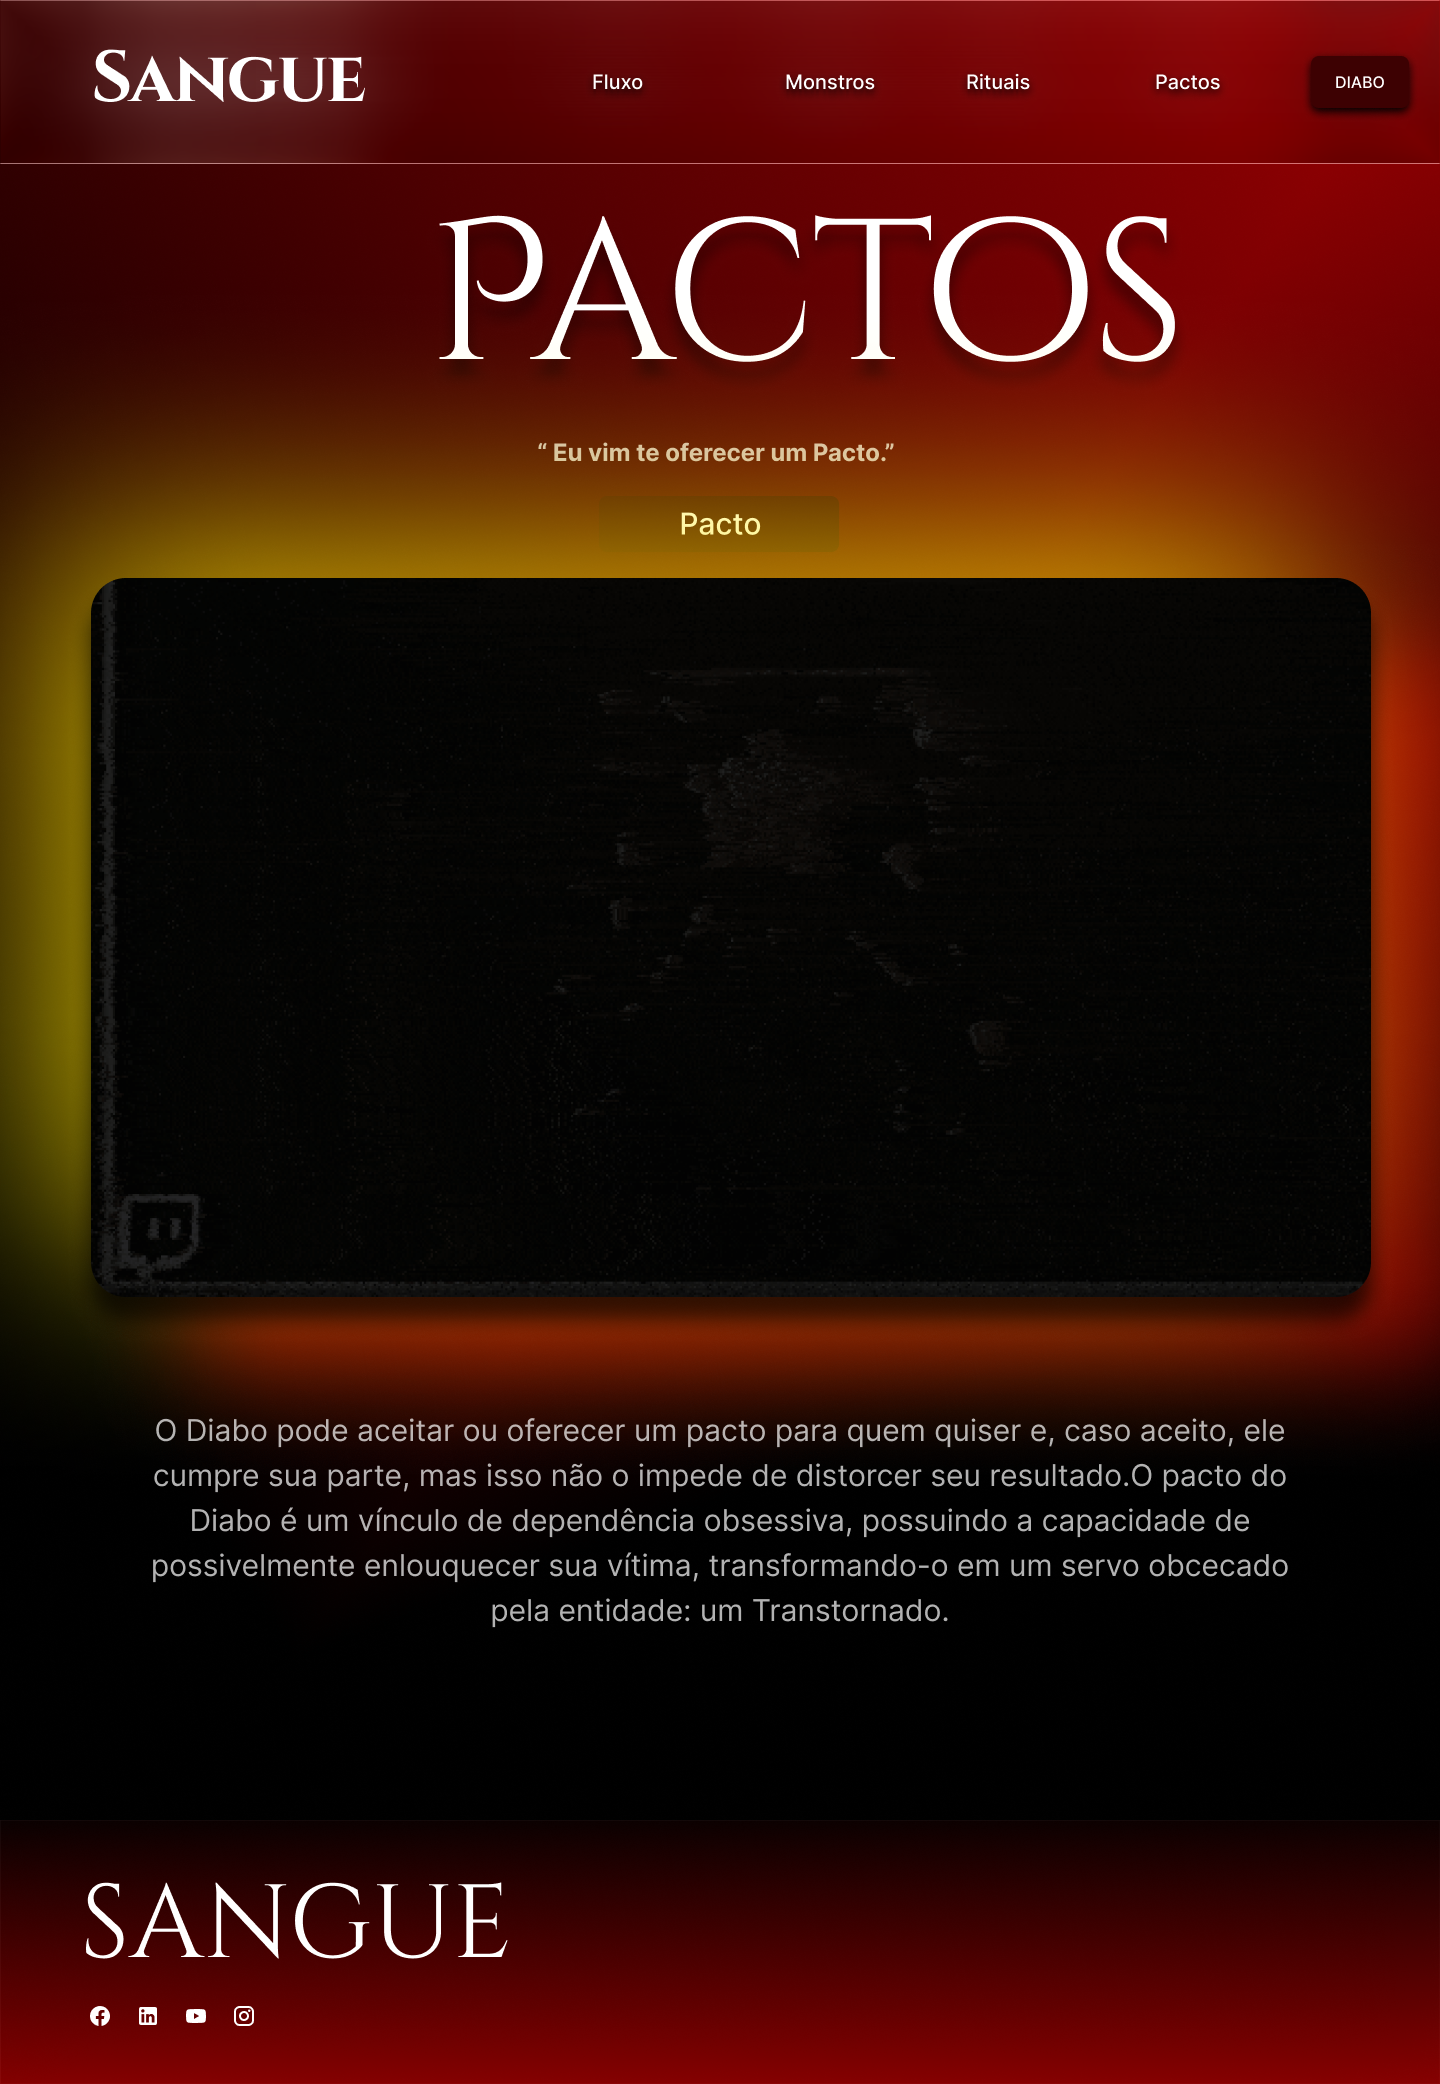 SANGUE
Fluxo
Monstros
Rituais
Pactos
DIABO
PACTOS
“ Eu vim te oferecer um Pacto.”
Pacto
O Diabo pode aceitar ou oferecer um pacto para quem quiser e, caso aceito, ele
cumpre sua parte, mas isso não o impede de distorcer seu resultado.O pacto do
Diabo é um vínculo de dependência obsessiva, possuindo a capacidade de
possivelmente enlouquecer sua vítima, transformando-o em um servo obcecado
pela entidade: um Transtornado.
SANGUE